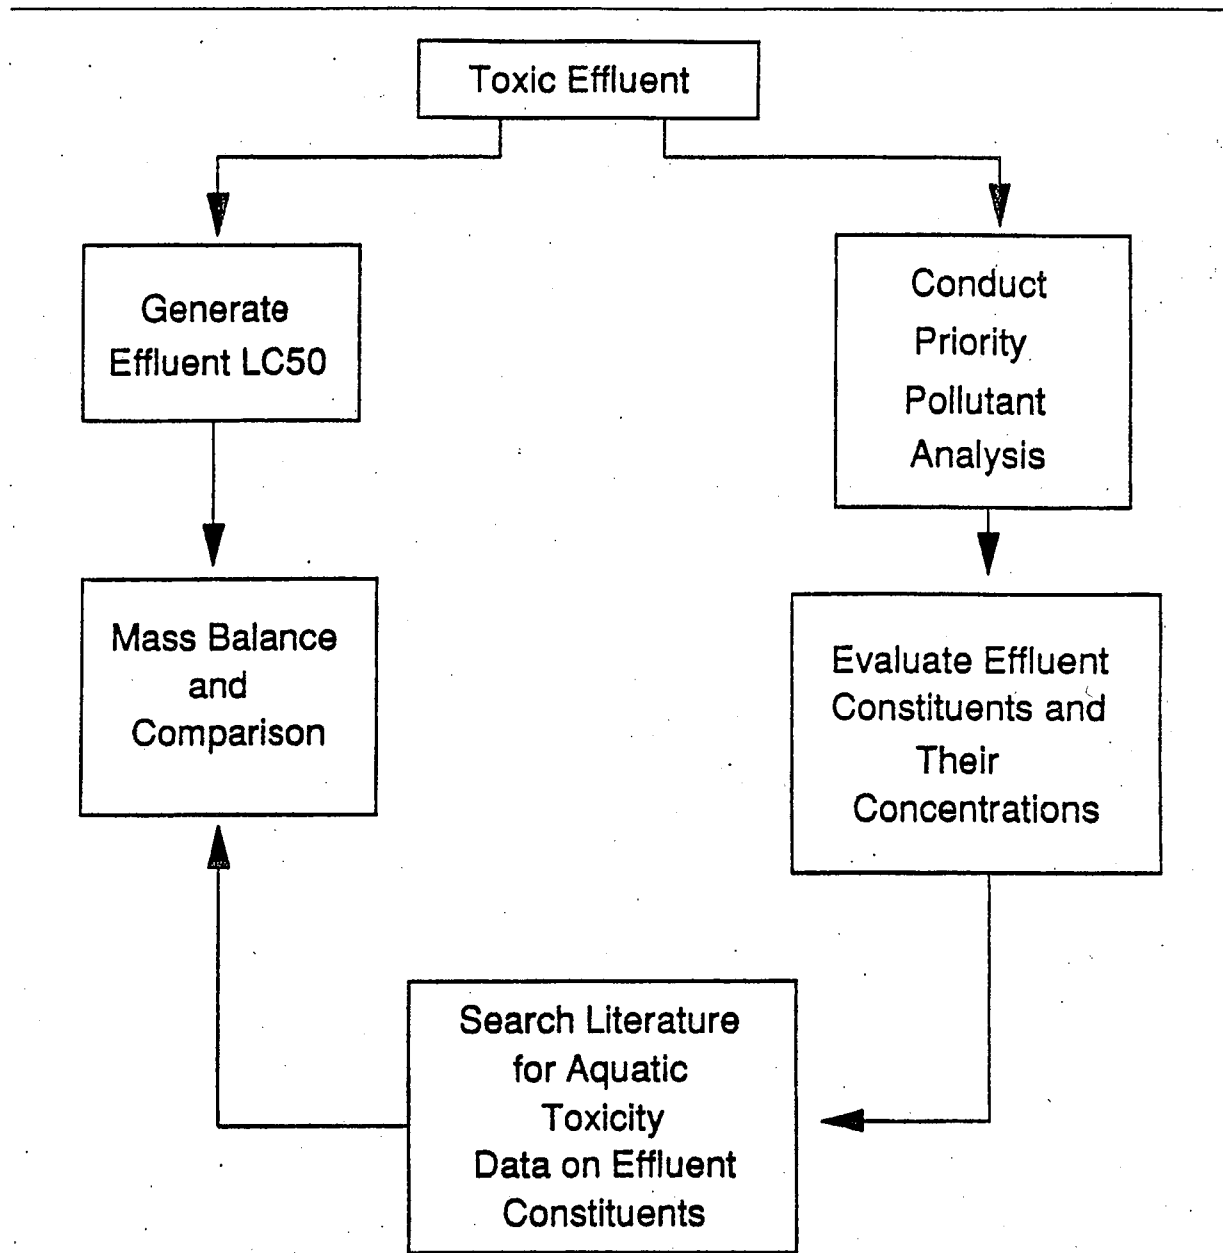 Toxic Effluent
Generate
Effluent LC50
Conduct
Priority
Pollutant
Analysis
Mass Balance
and
Comparison
Evaluate Effluent
Constituents and
Their
Concentrations
Search Literature
for Aquatic
Toxicity
Data on Effluent
Constituents